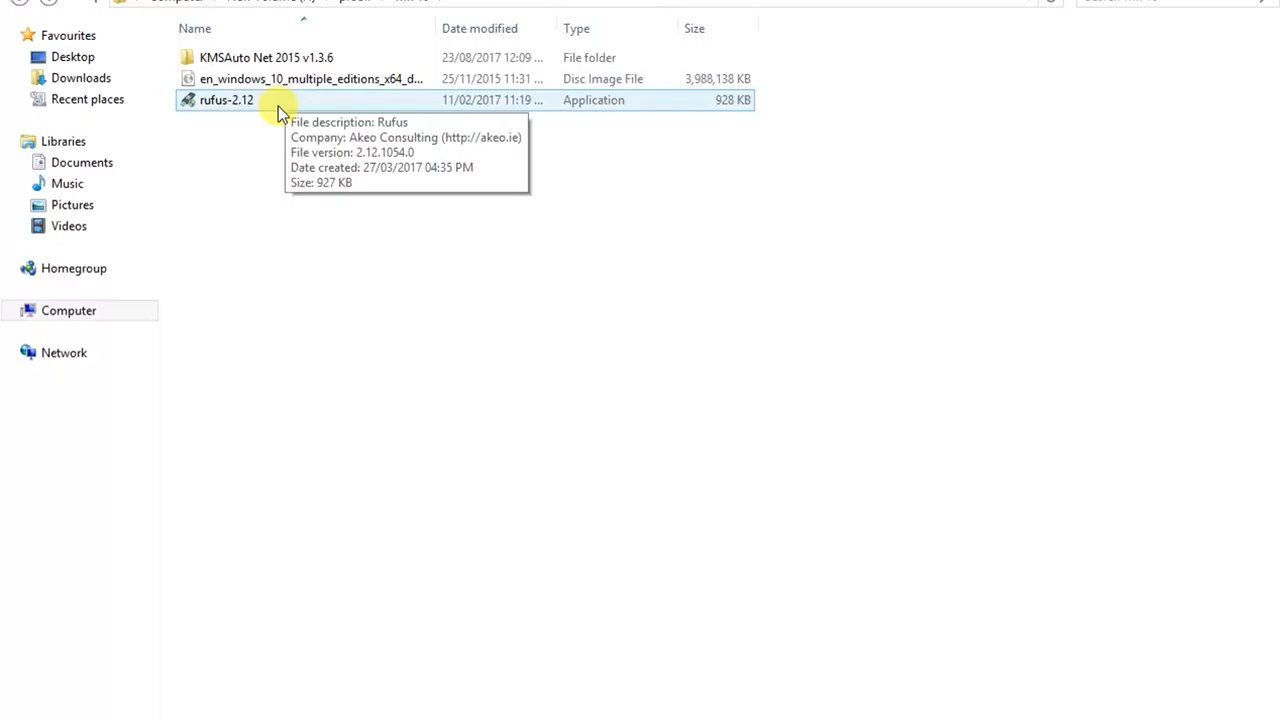 Name Date modified Type Size
Favourites
Desktop
Downloads
Recent places
Libraries
Documents
Music
Pictures
Videos
Homegroup
Computer
Network
KMSAuto Net 2015 v1.3.6 23/08/2017 12:09 ... File folder
en_windows_10_multiple_editions_x64_d... 25/11/2015 11:31 ... Disc Image File 3,988,138 KB
rufus-2.12 11/02/2017 11:19 ... Application 928 KB
File description: Rufus
Company: Akeo Consulting (http://akeo.ie)
File version: 2.12.1054.0
Date created: 27/03/2017 04:35 PM
Size: 927 KB